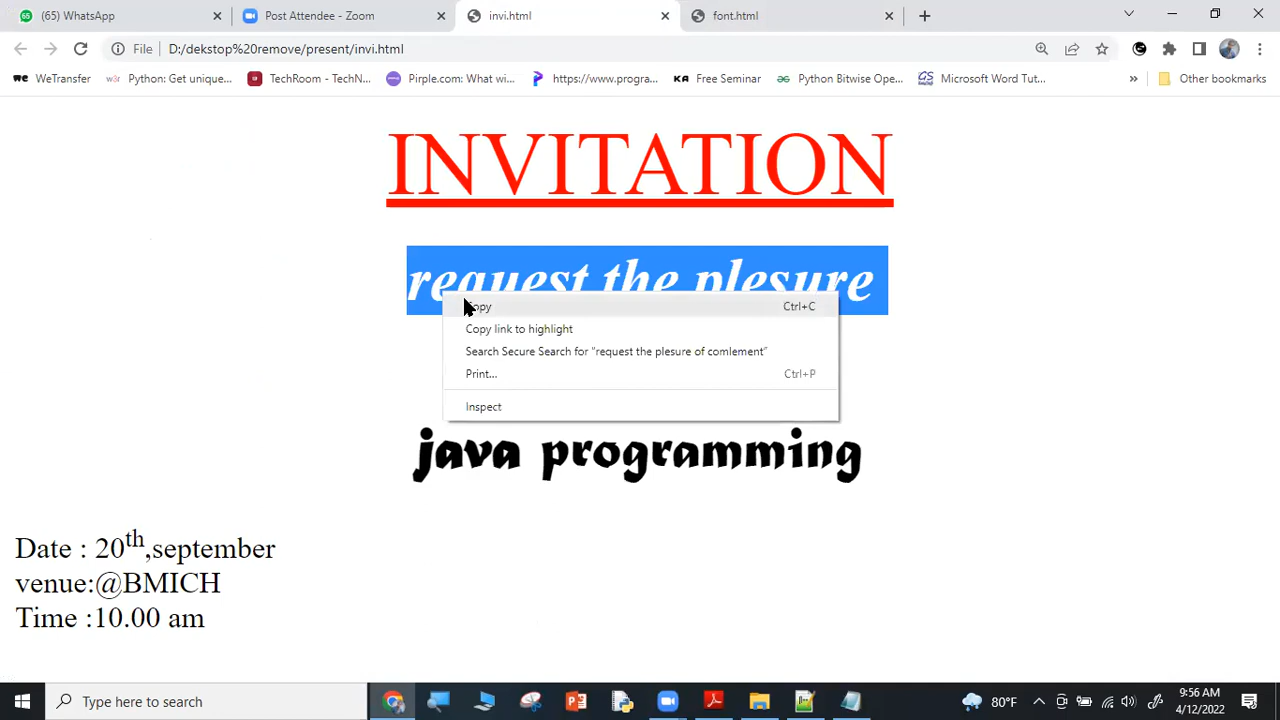 (65) WhatsApp
Post Attendee - Zoom
invi.html
font.html
File
D:/dekstop%20remove/present/invi.html
WeTransfer
Python: Get unique...
TechRoom - TechN...
Pirple.com: What wi...
https://www.progra...
KA Free Seminar
Python Bitwise Ope...
Microsoft Word Tut...
»
Other bookmarks
INVITATION
request the plesure
Copy Ctrl+C
Copy link to highlight
Search Secure Search for “request the plesure of comlement”
Print... Ctrl+P
Inspect
java programming
Date : 20th,september
venue:@BMICH
Time :10.00 am
Type here to search
80°F
9:56 AM
4/12/2022